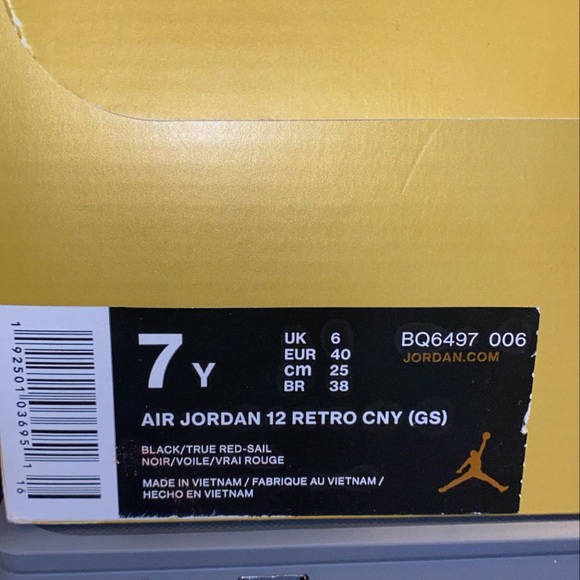 7 Y
UK 6
EUR 40
cm 25
BR 38
BQ6497 006
JORDAN.COM
AIR JORDAN 12 RETRO CNY (GS)
BLACK/TRUE RED-SAIL
NOIR/VOILE/VRAI ROUGE
MADE IN VIETNAM / FABRIQUE AU VIETNAM /
HECHO EN VIETNAM
1 92501 03695 1
16